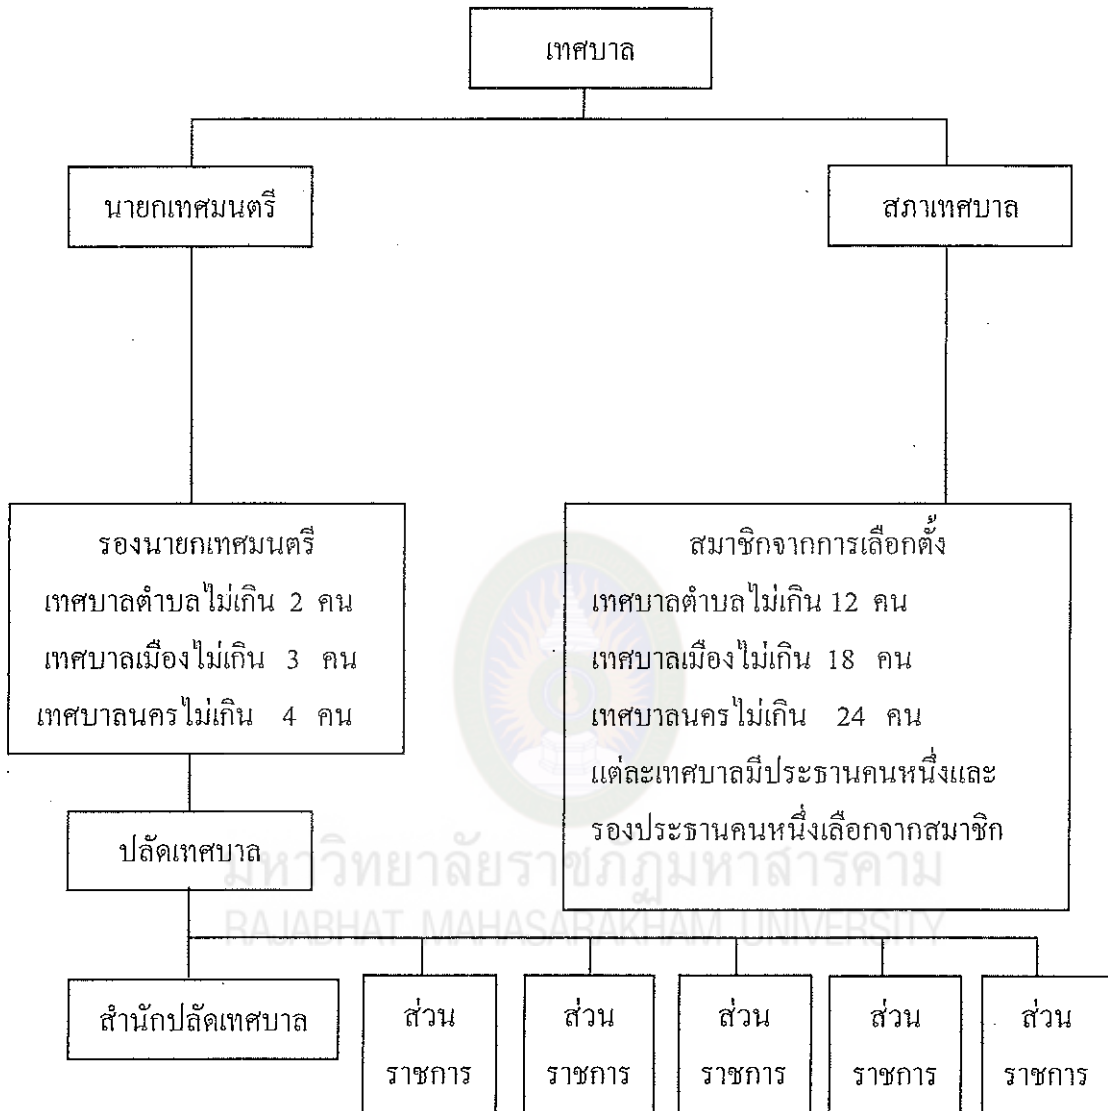 เทศบาล
นายกเทศมนตรี
สภาเทศบาล
รองนายกเทศมนตรี
เทศบาลตำบลไม่เกิน 2 คน
เทศบาลเมืองไม่เกิน 3 คน
เทศบาลนครไม่เกิน 4 คน
สมาชิกจากการเลือกตั้ง
เทศบาลตำบลไม่เกิน 12 คน
เทศบาลเมืองไม่เกิน 18 คน
เทศบาลนครไม่เกิน 24 คน
แต่ละเทศบาลมีประธานคนหนึ่งและ
รองประธานคนหนึ่งเลือกจากสมาชิก
ปลัดเทศบาล
มหาวิทยาลัยราชภัฏมหาสารคาม
RAJABHAT MAHASARAKHAM UNIVERSITY
สำนักปลัดเทศบาล
ส่วน
ราชการ
ส่วน
ราชการ
ส่วน
ราชการ
ส่วน
ราชการ
ส่วน
ราชการ